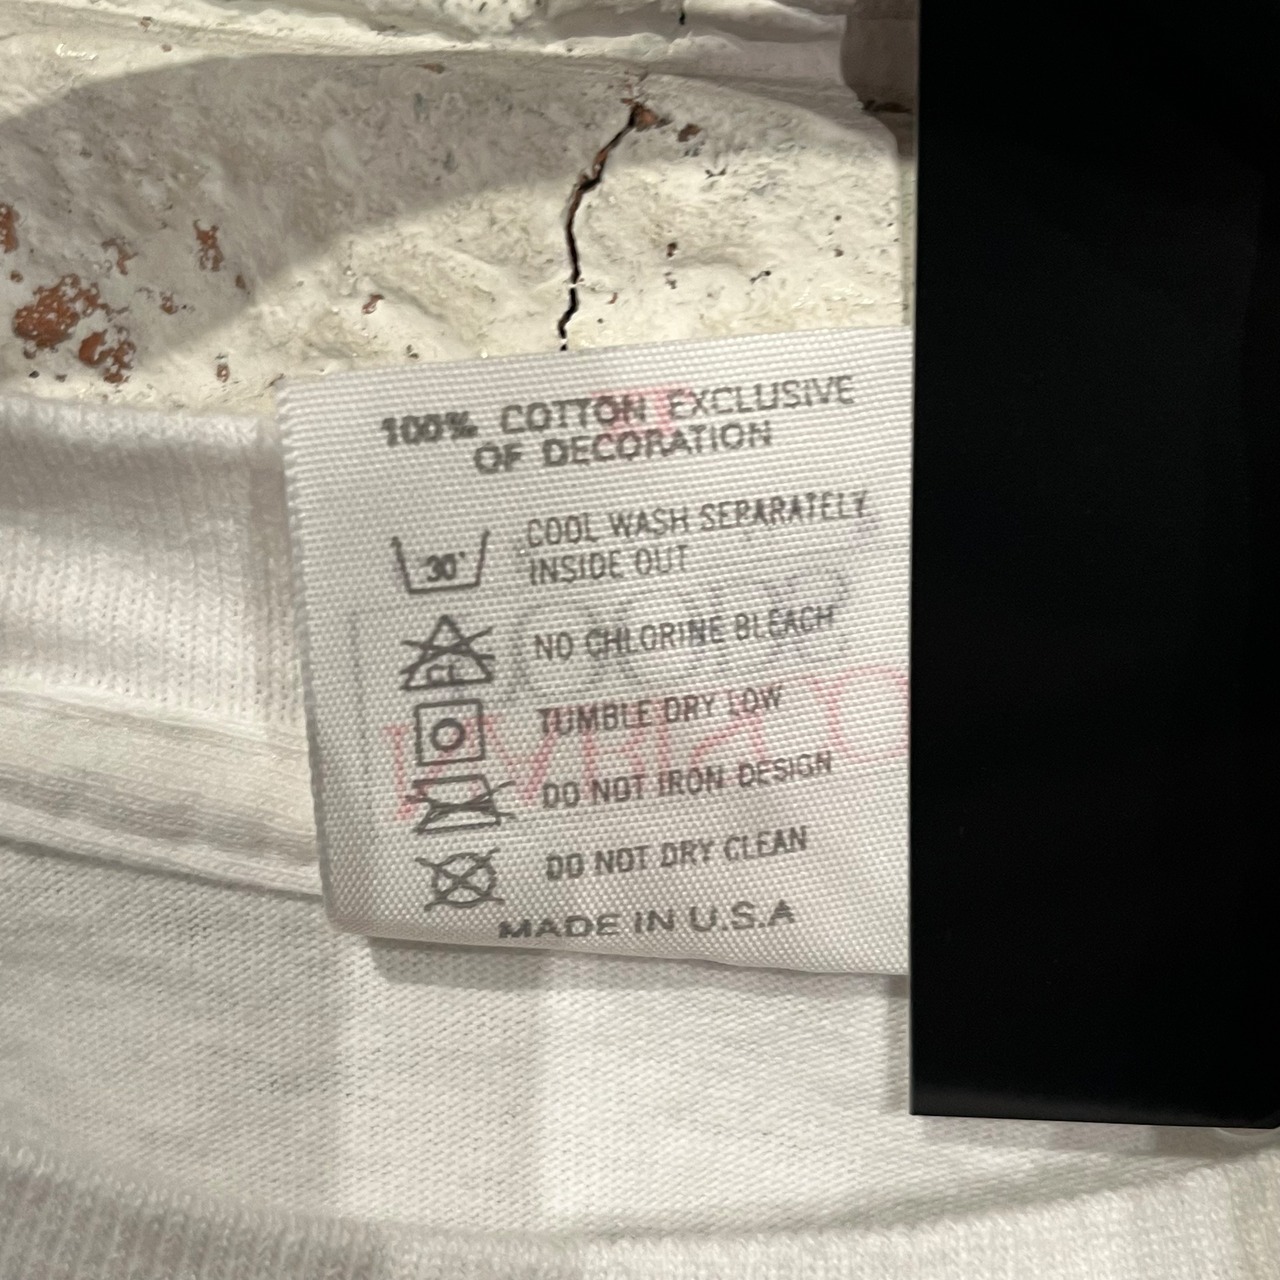 100% COTTON EXCLUSIVE
OF DECORATION
30° COOL WASH SEPARATELY
INSIDE OUT
CL NO CHLORINE BLEACH
TUMBLE DRY LOW
DO NOT IRON DESIGN
DO NOT DRY CLEAN
MADE IN U.S.A